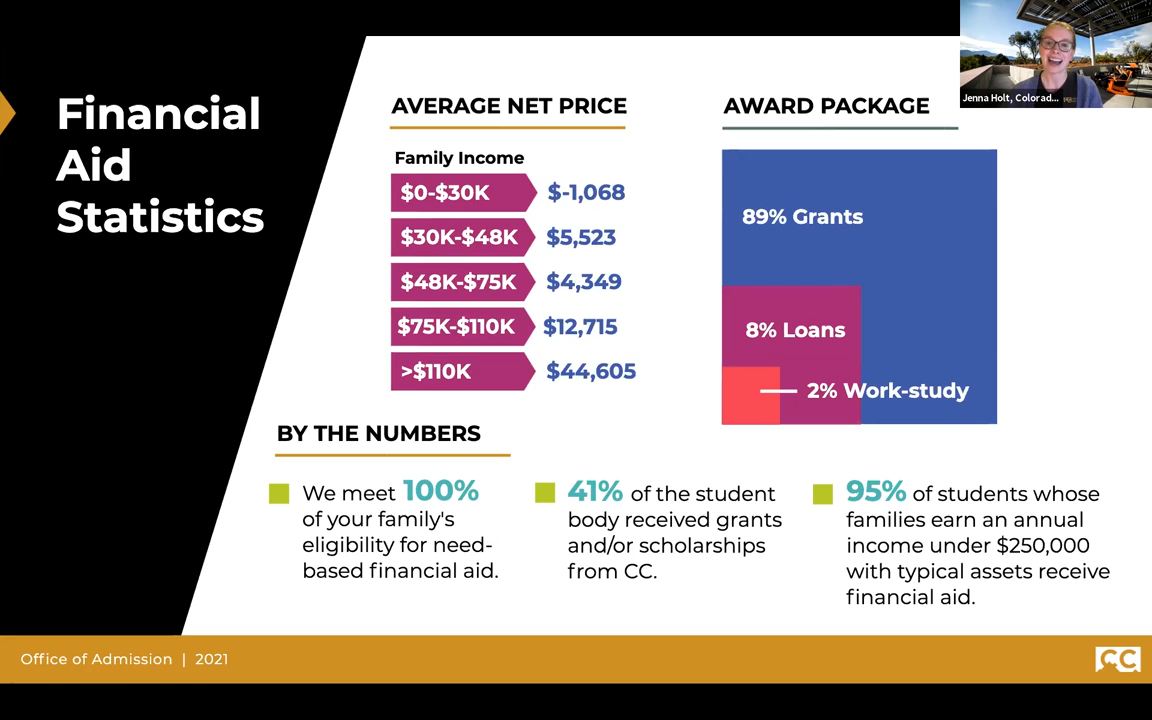 Financial
Aid
Statistics
AVERAGE NET PRICE
Family Income
$0-$30K $-1,068
$30K-$48K $5,523
$48K-$75K $4,349
$75K-$110K $12,715
>$110K $44,605
AWARD PACKAGE
89% Grants
8% Loans
2% Work-study
Jenna Holt, Colorad...
BY THE NUMBERS
We meet 100%
of your family's
eligibility for need-
based financial aid.
41% of the student
body received grants
and/or scholarships
from CC.
95% of students whose
families earn an annual
income under $250,000
with typical assets receive
financial aid.
Office of Admission | 2021
CC